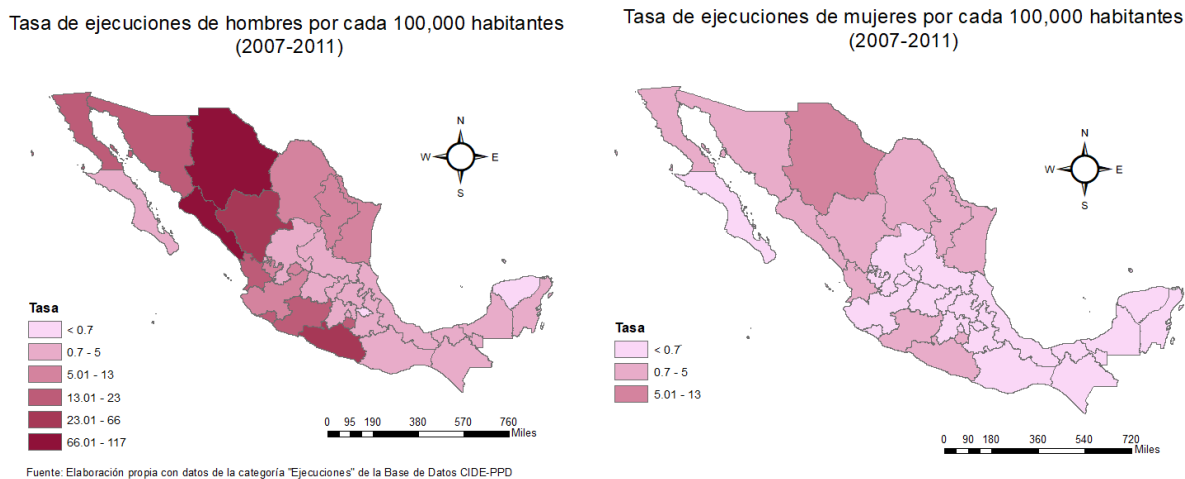 Tasa de ejecuciones de hombres por cada 100,000 habitantes
(2007-2011)
N
W
E
S
Tasa
< 0.7
0.7 - 5
5.01 - 13
13.01 - 23
23.01 - 66
66.01 - 117
0 95 190 380 570 760
Miles
Fuente: Elaboración propia con datos de la categoría "Ejecuciones" de la Base de Datos CIDE-PPD
Tasa de ejecuciones de mujeres por cada 100,000 habitantes
(2007-2011)
N
W
E
S
Tasa
< 0.7
0.7 - 5
5.01 - 13
0 90 180 360 540 720
Miles